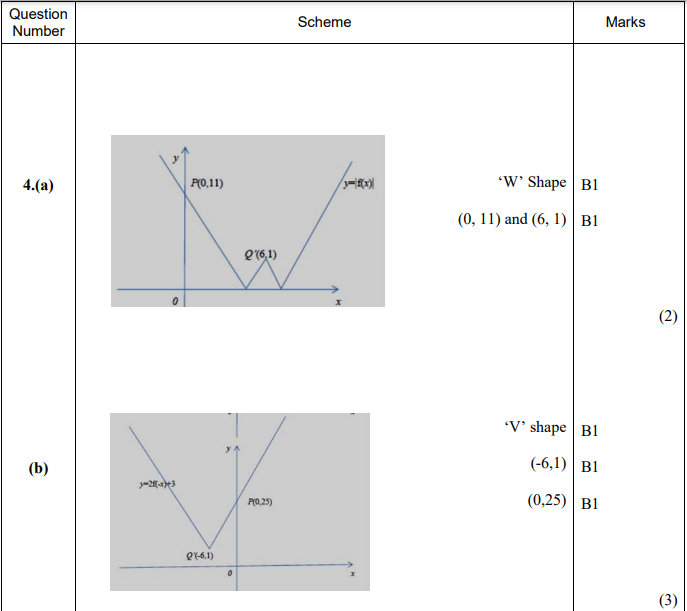 Question Number
Scheme
Marks
4.(a)
y
P(0,11)
y=|f(x)|
Q'(6,1)
0
x
‘W’ Shape B1
(0, 11) and (6, 1) B1
(2)
(b)
y
y=2f(-x)+3
P(0,25)
Q'(-6,1)
0
x
‘V’ shape B1
(-6,1) B1
(0,25) B1
(3)